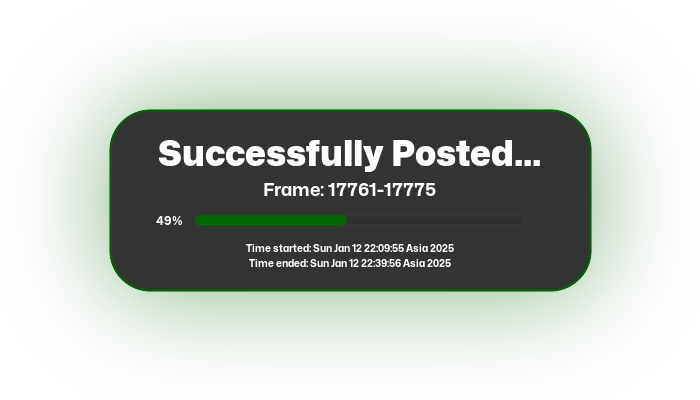 Successfully Posted...
Frame: 17761-17775
49%
Time started: Sun Jan 12 22:09:55 Asia 2025
Time ended: Sun Jan 12 22:39:56 Asia 2025